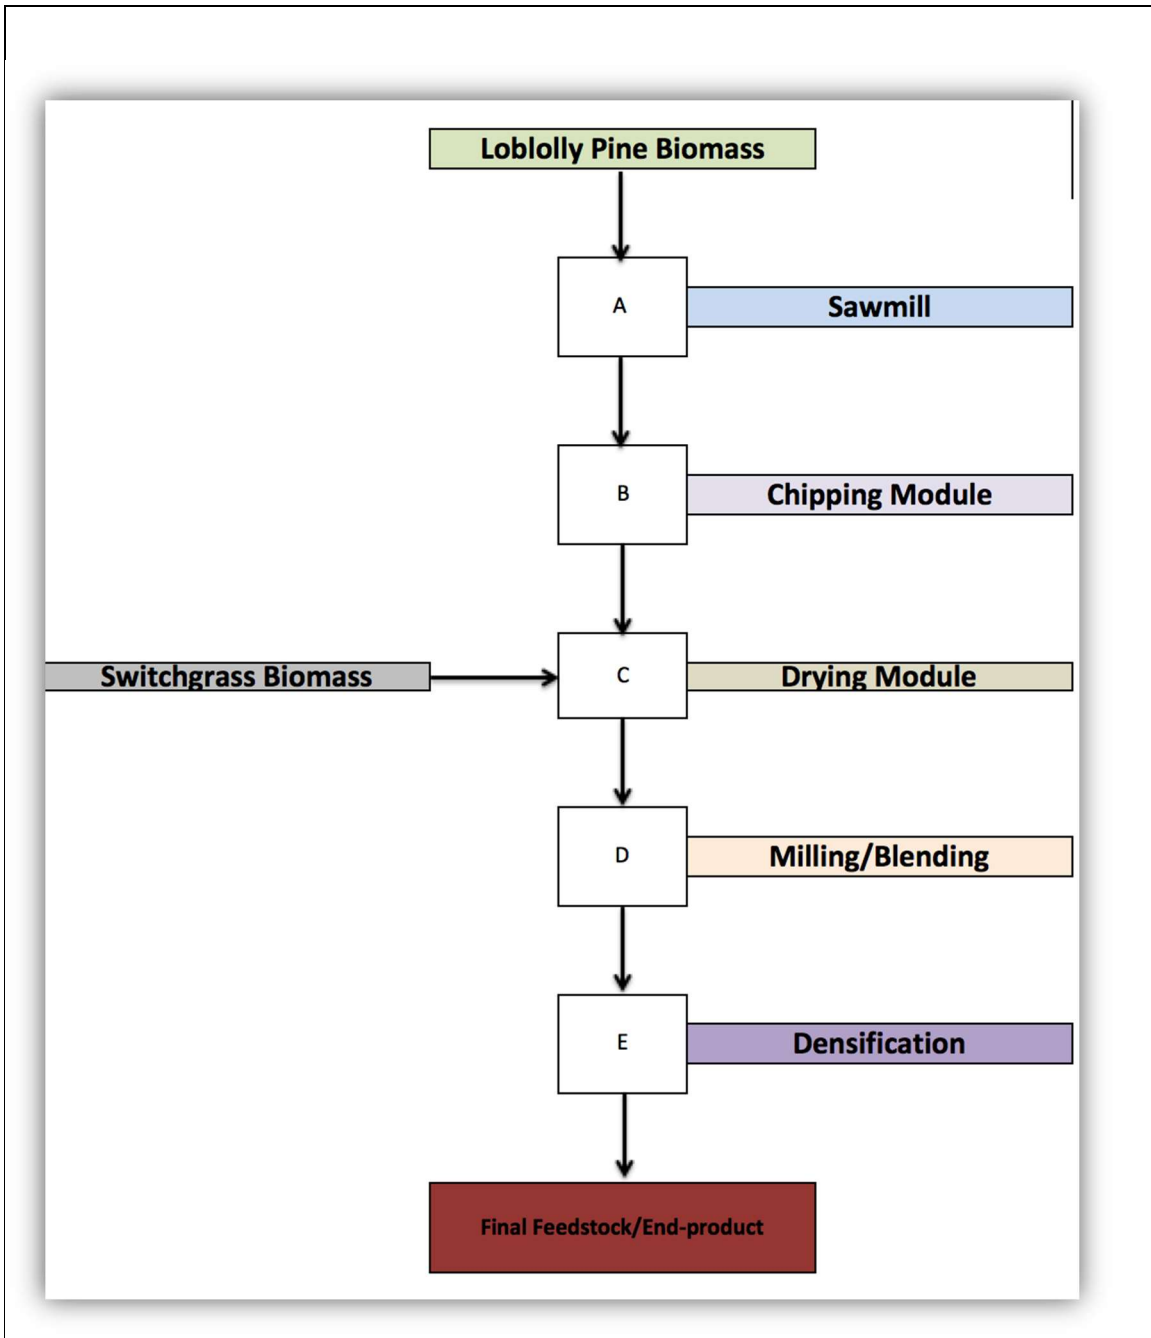 Loblolly Pine Biomass
A
Sawmill
B
Chipping Module
Switchgrass Biomass
C
Drying Module
D
Milling/Blending
E
Densification
Final Feedstock/End-product